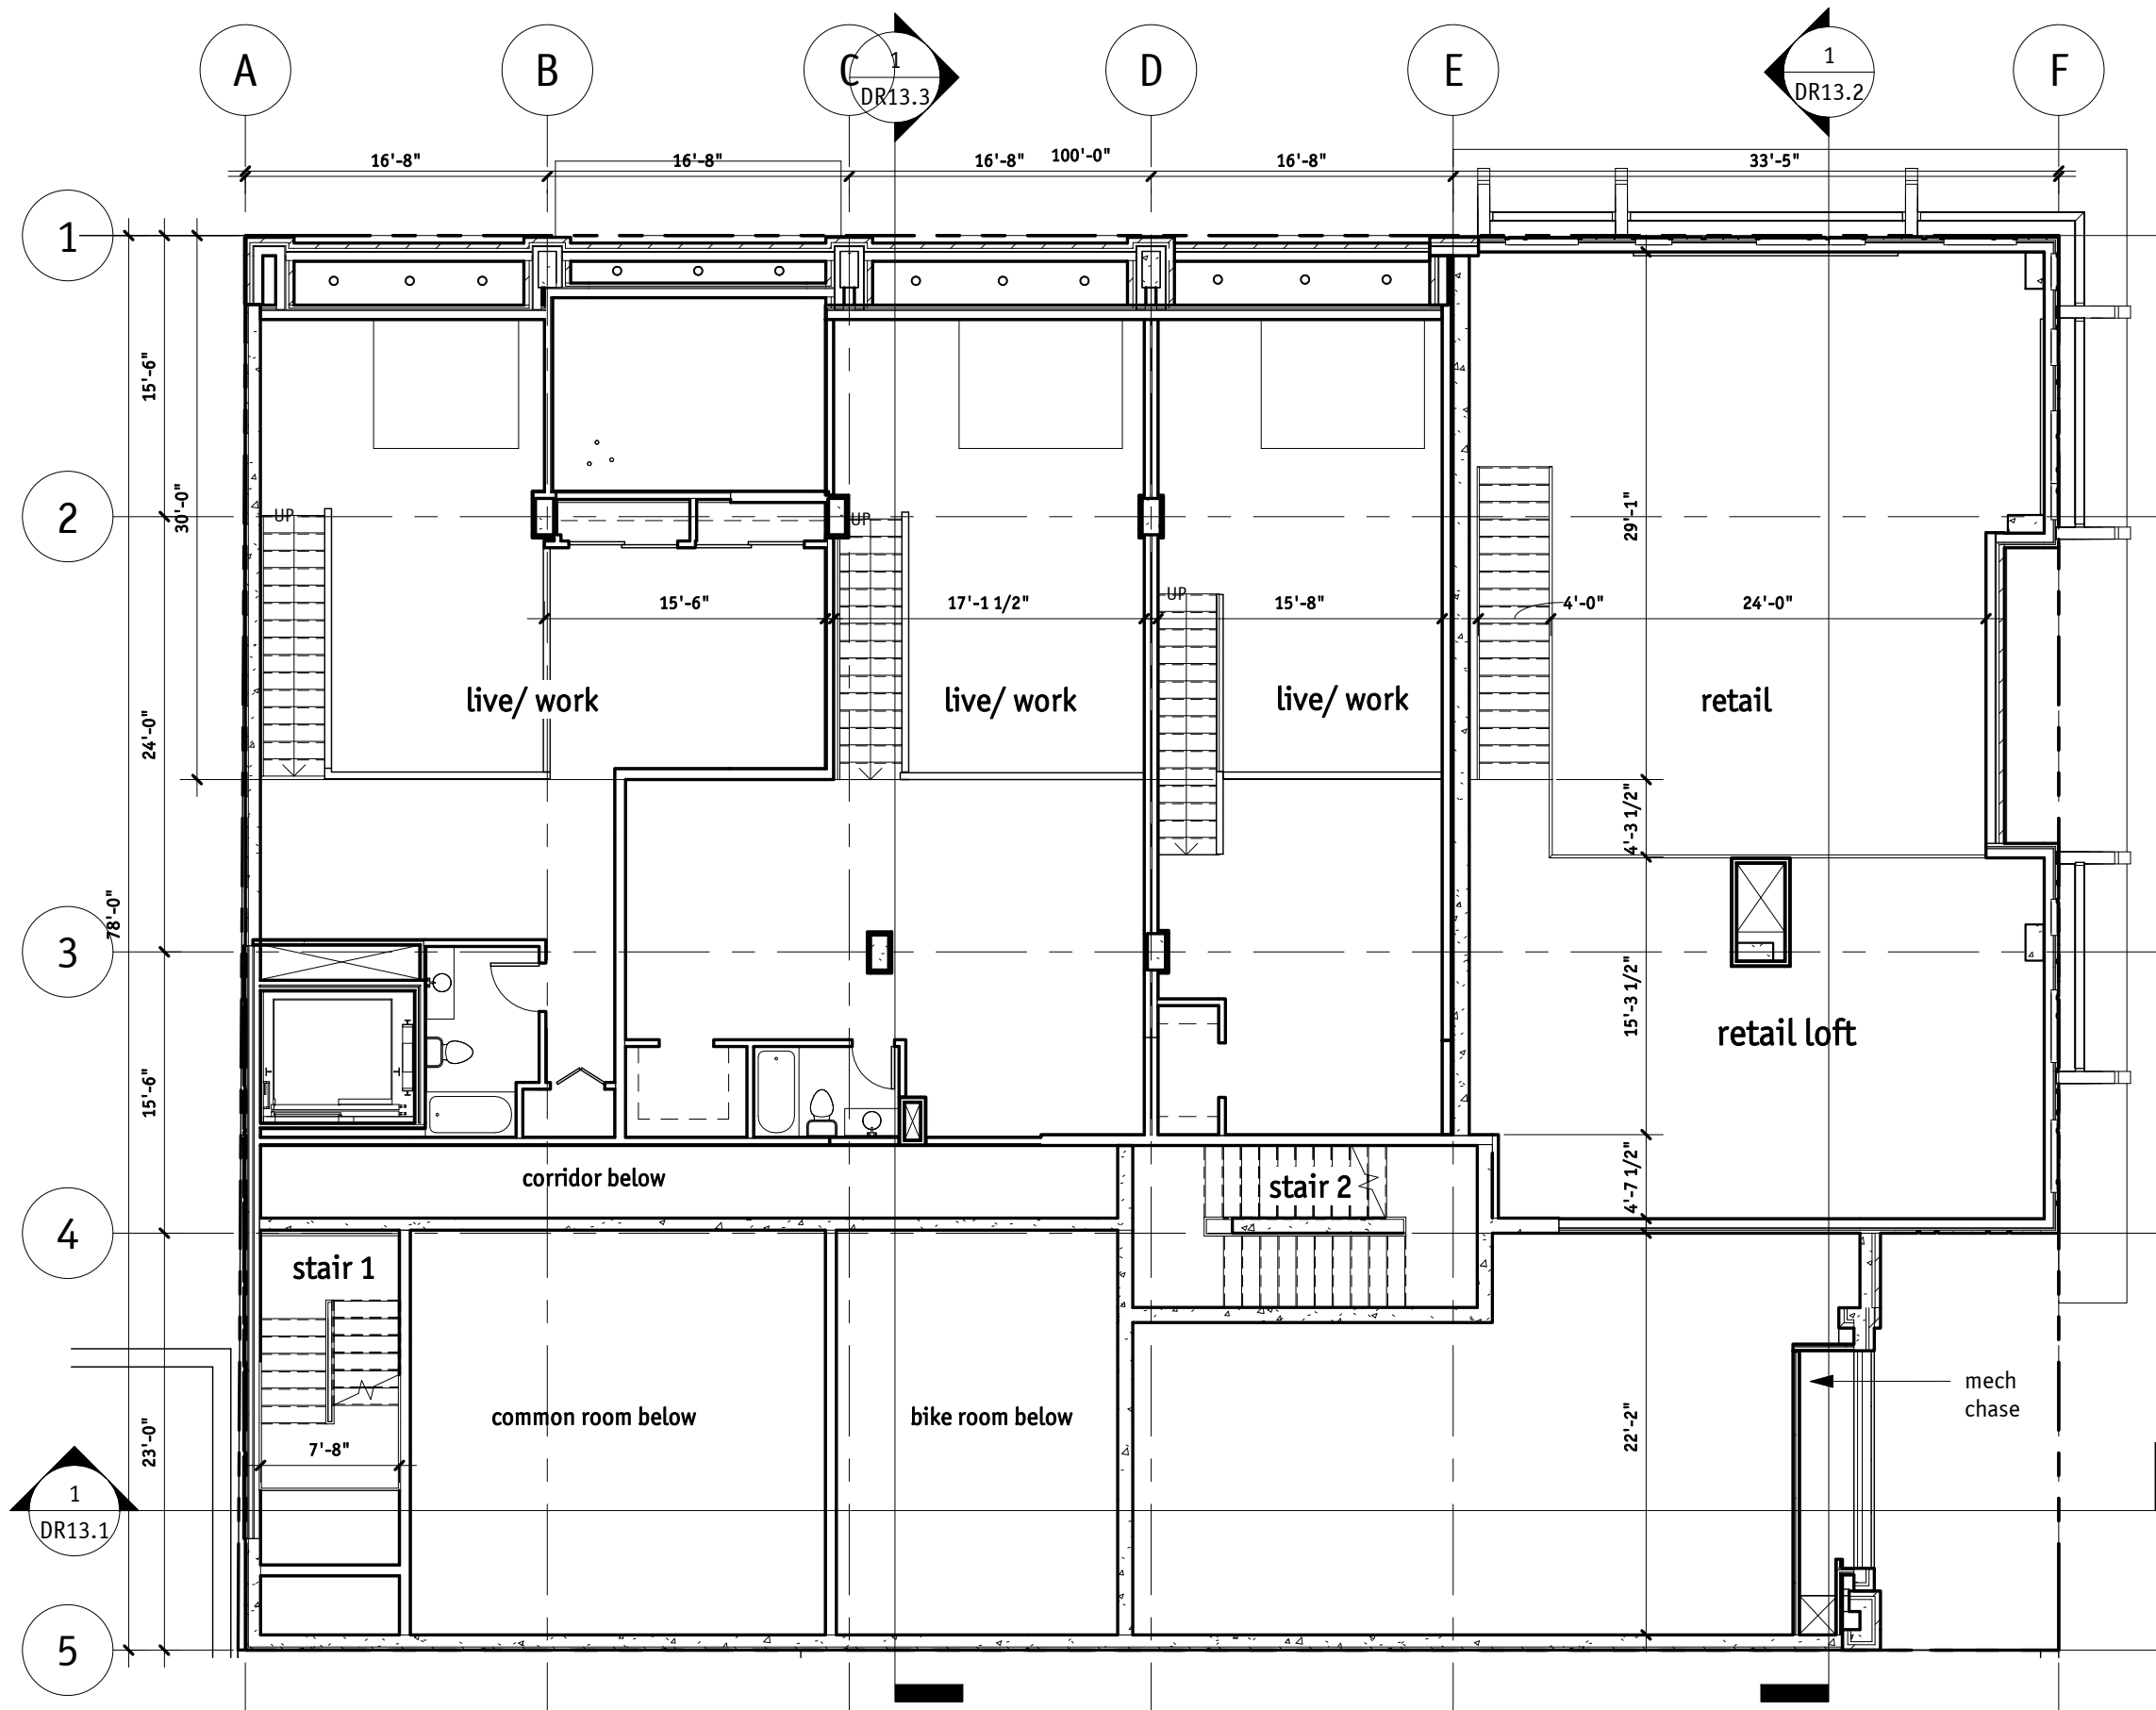 A
B
C
1
DR13.3
D
E
1
DR13.2
F
16'-8"
16'-8"
16'-8"
100'-0"
16'-8"
33'-5"
1
15'-6"
30'-0"
2
UP
UP
29'-1"
UP
15'-6"
17'-1 1/2"
15'-8"
4'-0"
24'-0"
live/ work
live/ work
live/ work
retail
24'-0"
4'-3 1/2"
78'-0"
3
15'-3 1/2"
retail loft
15'-6"
corridor below
stair 2
4'-7 1/2"
4
stair 1
mech
chase
common room below
bike room below
22'-2"
23'-0"
7'-8"
1
DR13.1
5